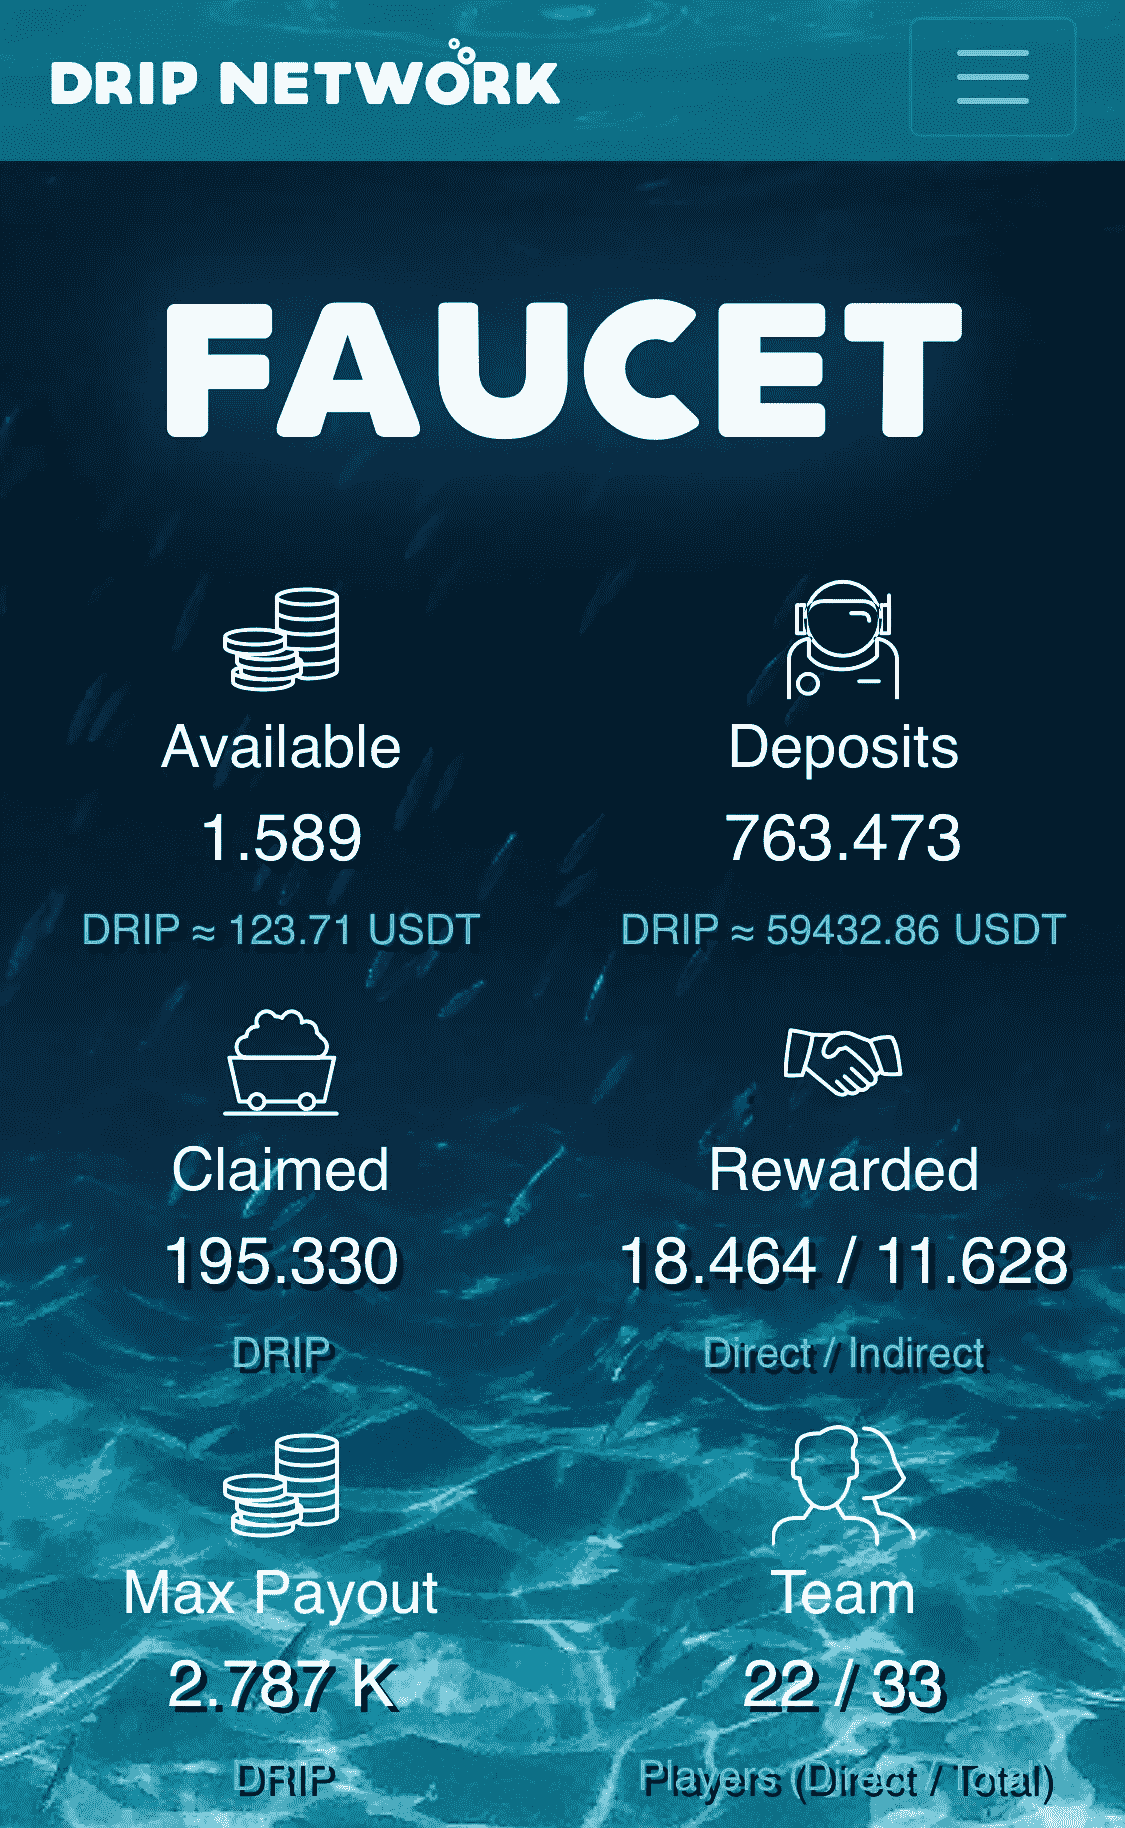 DRIP NETWORK
FAUCET
Available
1.589
DRIP ≈ 123.71 USDT
Deposits
763.473
DRIP ≈ 59432.86 USDT
Claimed
195.330
DRIP
Rewarded
18.464 / 11.628
Direct / Indirect
Max Payout
2.787 K
DRIP
Team
22 / 33
Players (Direct / Total)